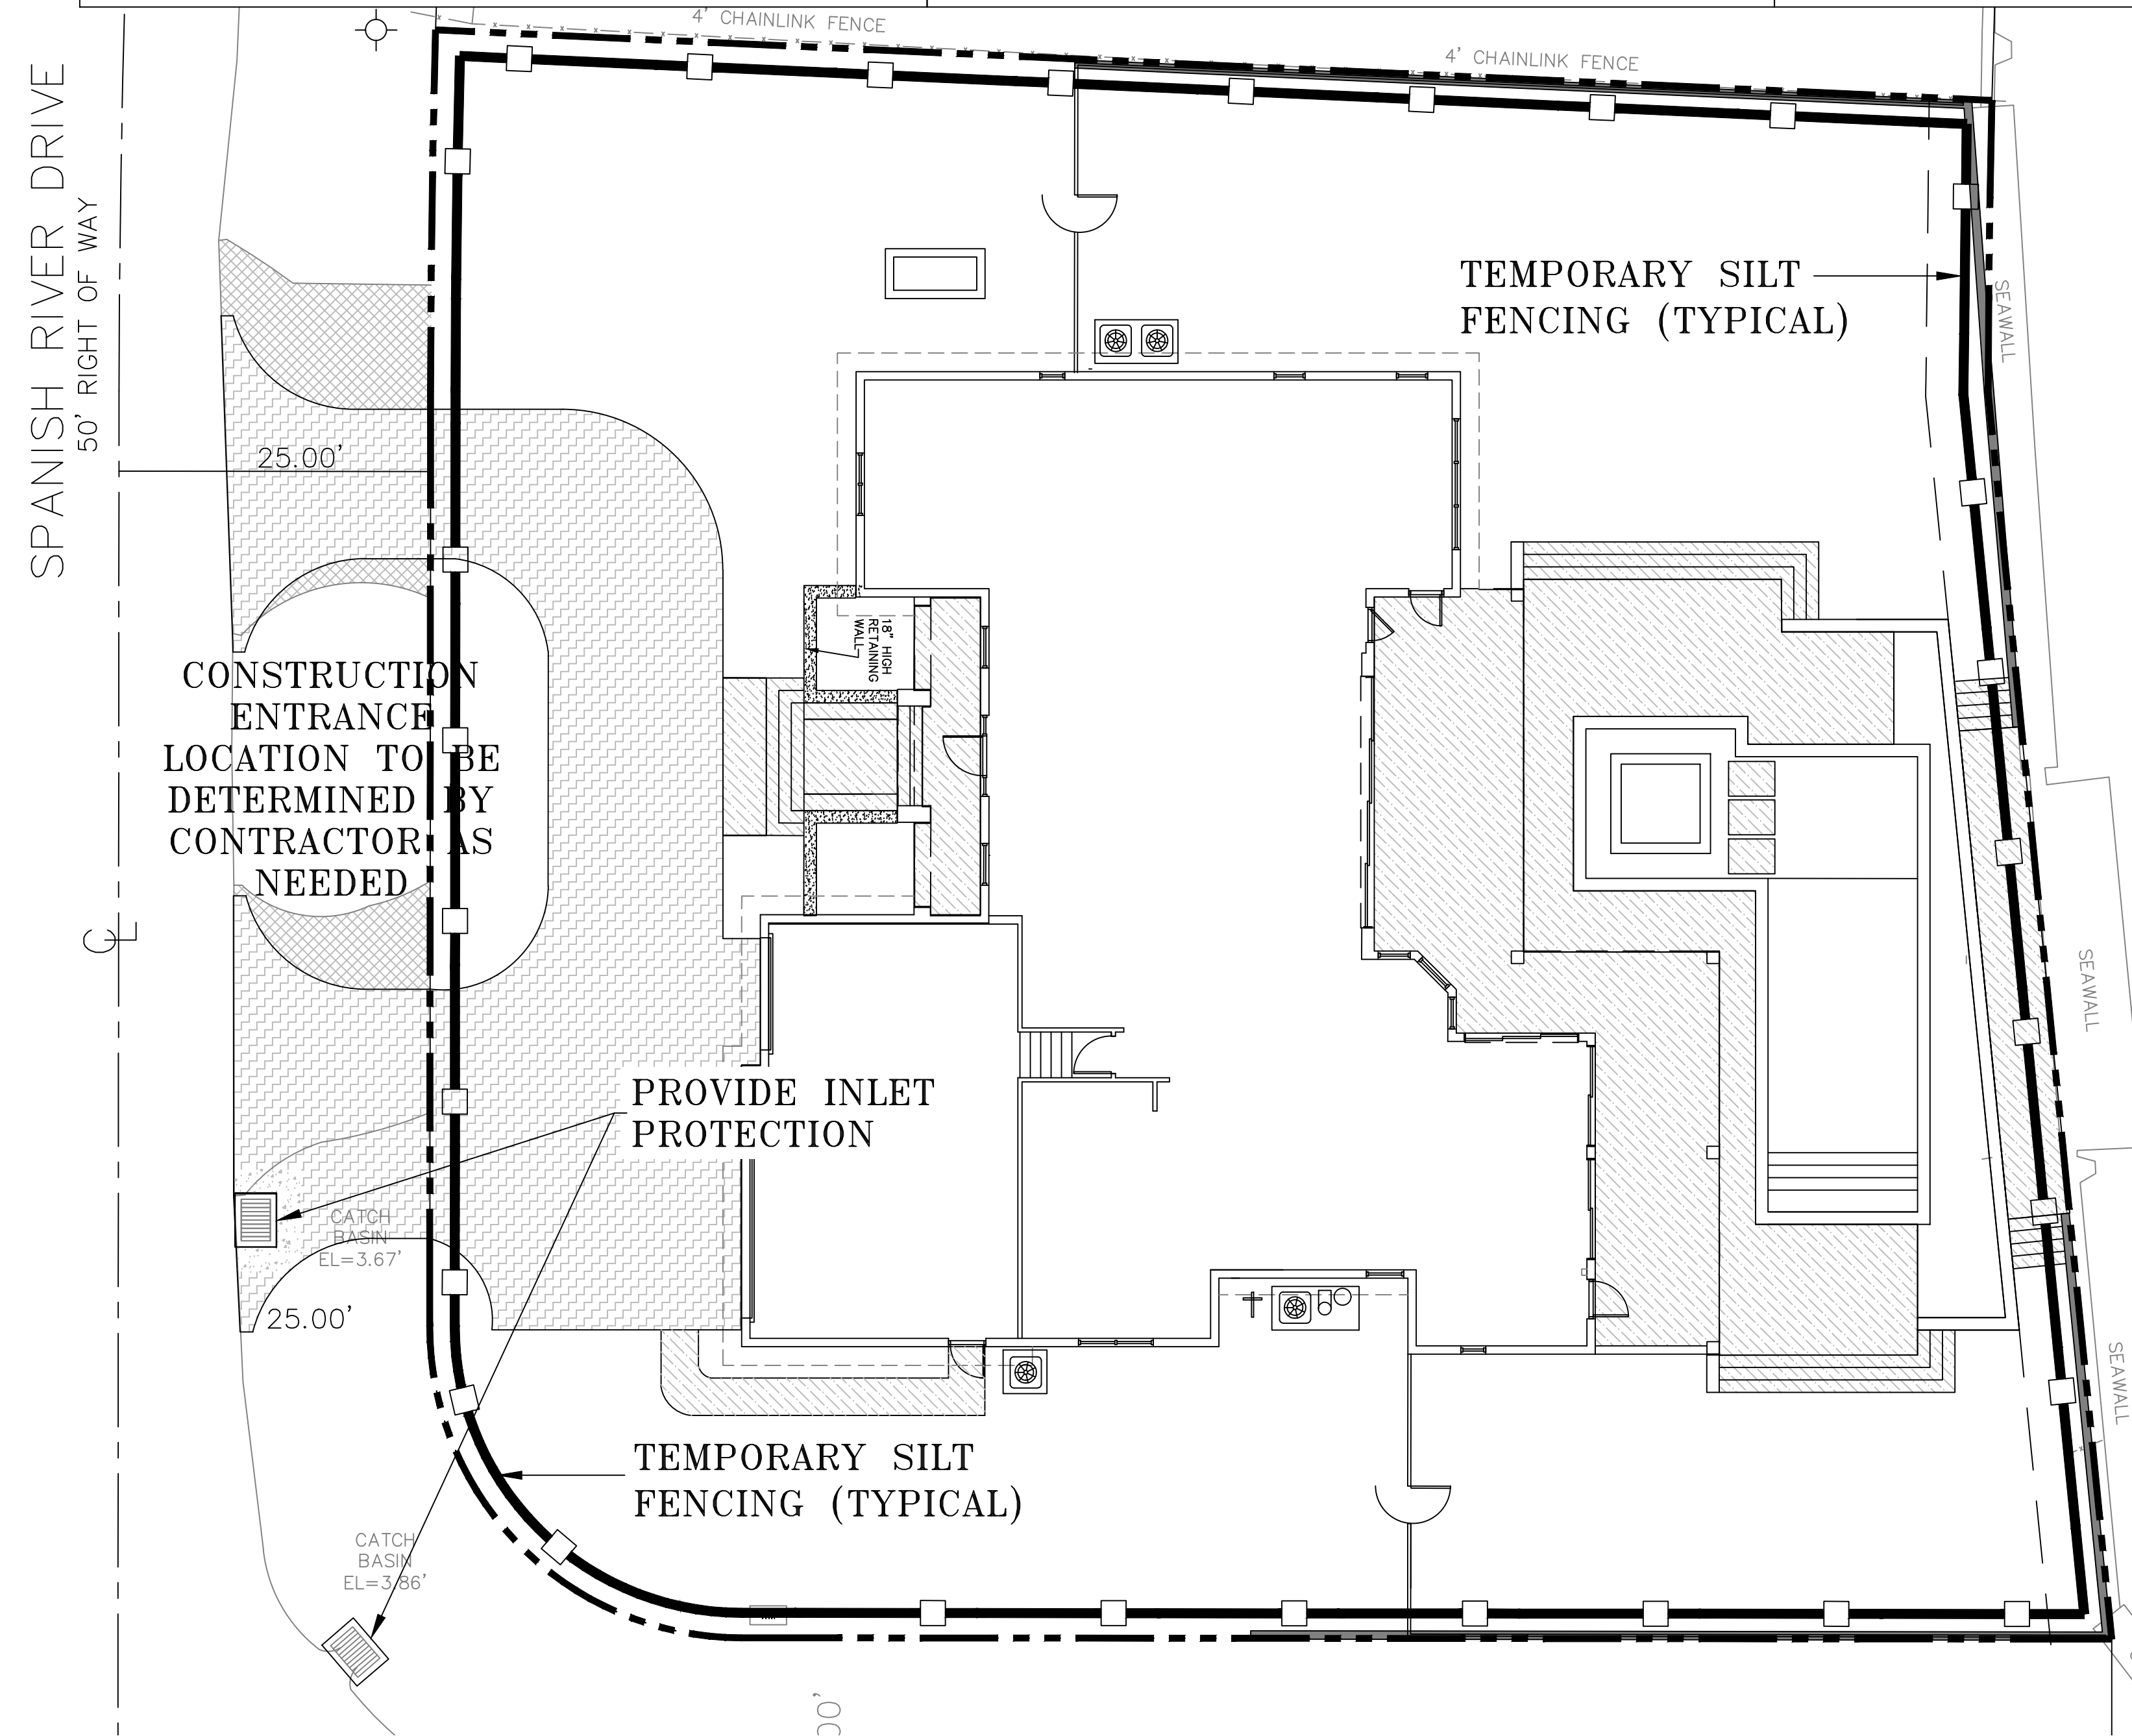 4' CHAINLINK FENCE
4' CHAINLINK FENCE
SPANISH RIVER DRIVE
50' RIGHT OF WAY
TEMPORARY SILT
FENCING (TYPICAL)
SEAWALL
25.00'
18" HIGH
RETAINING
WALL
CONSTRUCTION
ENTRANCE
LOCATION TO BE
DETERMINED BY
CONTRACTOR AS
NEEDED
CL
SEAWALL
PROVIDE INLET
PROTECTION
CATCH
BASIN
EL=3.67'
25.00'
SEAWALL
TEMPORARY SILT
FENCING (TYPICAL)
CATCH
BASIN
EL=3.86'
00'